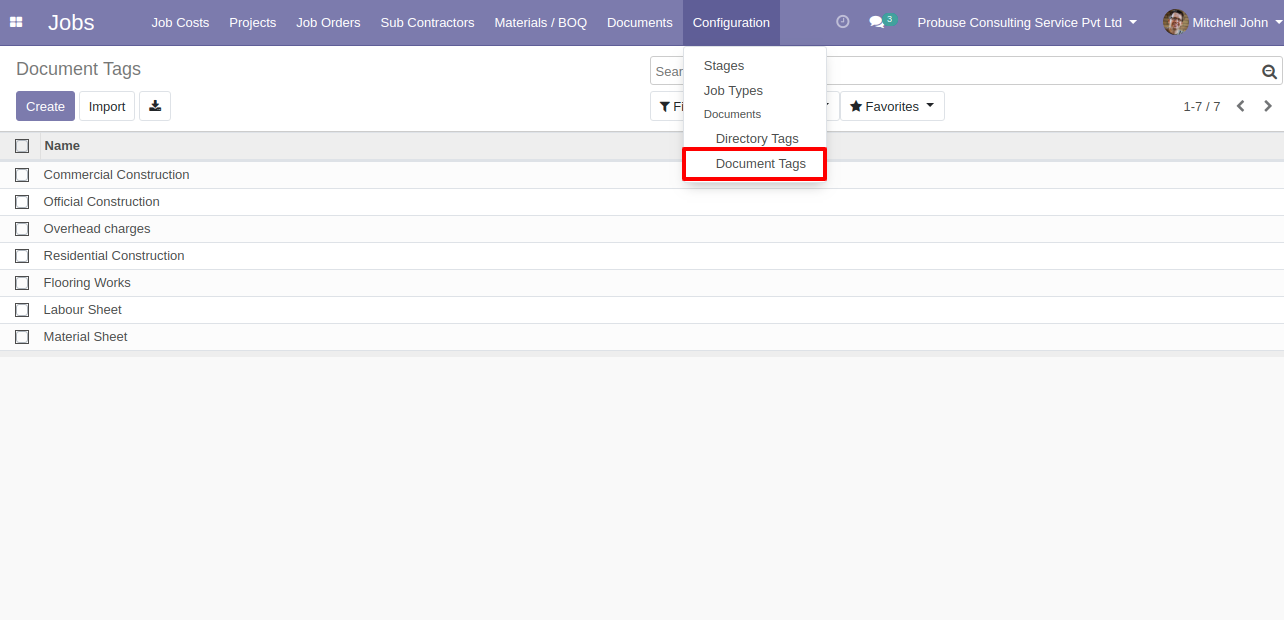 Jobs Job Costs Projects Job Orders Sub Contractors Materials / BOQ Documents Configuration 3 Probuse Consulting Service Pvt Ltd Mitchell John
Document Tags
Stages
Job Types
Documents
Directory Tags
Document Tags
Create Import Favorites 1-7 / 7
Name
Commercial Construction
Official Construction
Overhead charges
Residential Construction
Flooring Works
Labour Sheet
Material Sheet